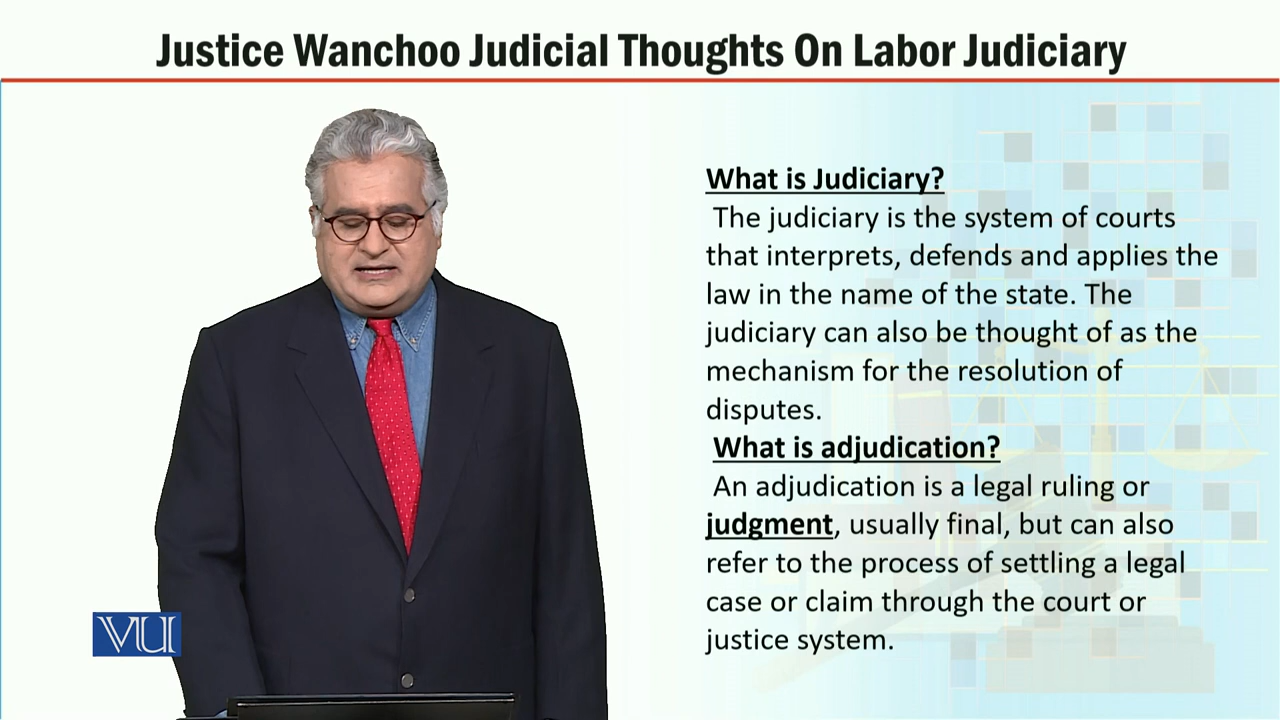 Justice Wanchoo Judicial Thoughts On Labor Judiciary
What is Judiciary?
The judiciary is the system of courts
that interprets, defends and applies the
law in the name of the state. The
judiciary can also be thought of as the
mechanism for the resolution of
disputes.
What is adjudication?
An adjudication is a legal ruling or
judgment, usually final, but can also
refer to the process of settling a legal
case or claim through the court or
justice system.
VU